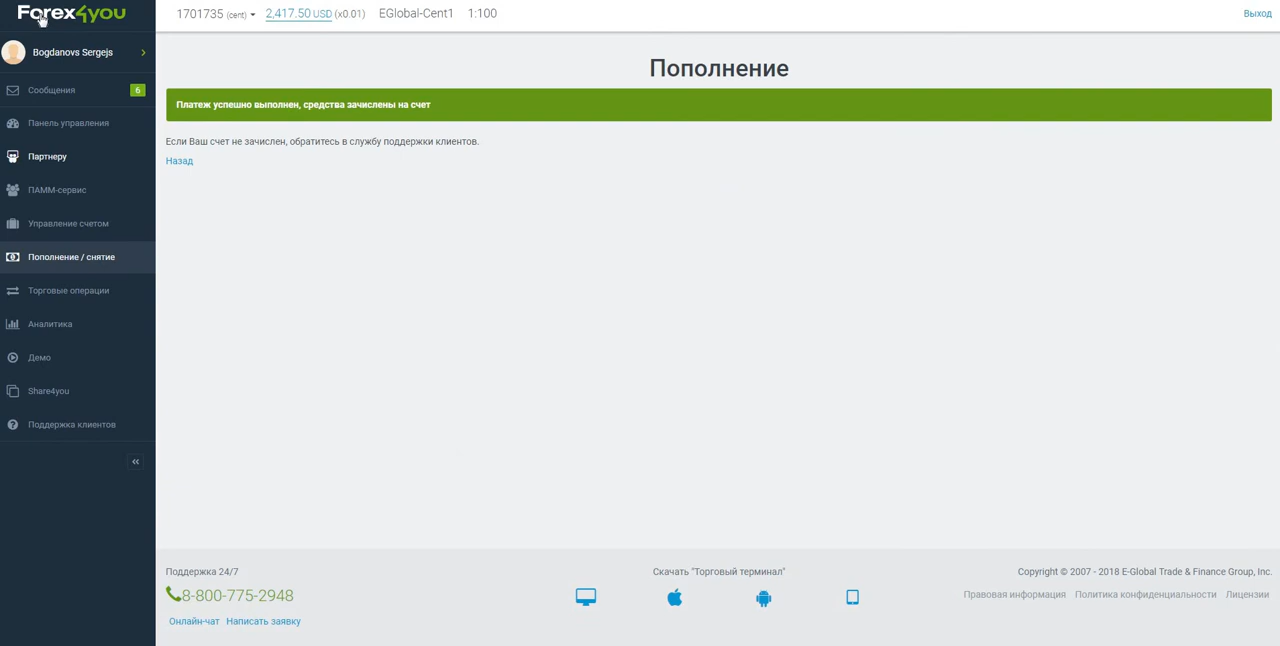 Forex4you
1701735 (cent) 2,417.50 USD (x0.01) EGlobal-Cent1 1:100
Выход
Bogdanovs Sergejs
Сообщения 6
Панель управления
Партнеру
ПАММ-сервис
Управление счетом
Пополнение / снятие
Торговые операции
Аналитика
Демо
Share4you
Поддержка клиентов
Пополнение
Платеж успешно выполнен, средства зачислены на счет
Если Ваш счет не зачислен, обратитесь в службу поддержки клиентов.
Назад
Поддержка 24/7
8-800-775-2948
Онлайн-чат Написать заявку
Скачать "Торговый терминал"
Copyright © 2007 - 2018 E-Global Trade & Finance Group, Inc.
Правовая информация Политика конфиденциальности Лицензии